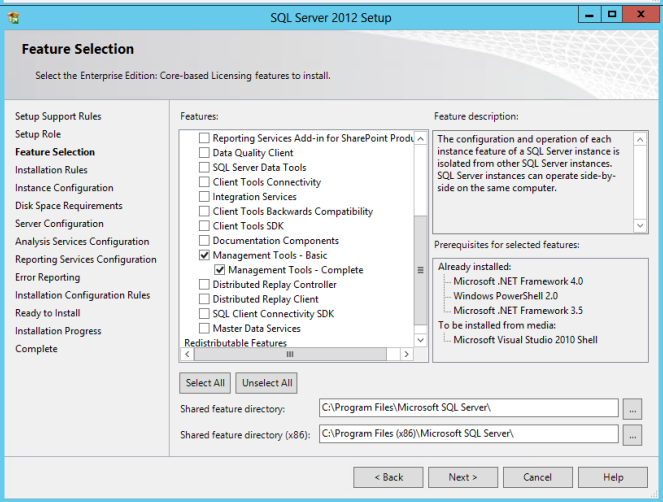 SQL Server 2012 Setup
Feature Selection
Select the Enterprise Edition: Core-based Licensing features to install.
Setup Support Rules
Setup Role
Feature Selection
Installation Rules
Instance Configuration
Disk Space Requirements
Server Configuration
Analysis Services Configuration
Reporting Services Configuration
Error Reporting
Installation Configuration Rules
Ready to Install
Installation Progress
Complete
Features:
Reporting Services Add-in for SharePoint Produ
Data Quality Client
SQL Server Data Tools
Client Tools Connectivity
Integration Services
Client Tools Backwards Compatibility
Client Tools SDK
Documentation Components
Management Tools - Basic
Management Tools - Complete
Distributed Replay Controller
Distributed Replay Client
SQL Client Connectivity SDK
Master Data Services
Redistributable Features
Feature description:
The configuration and operation of each
instance feature of a SQL Server instance is
isolated from other SQL Server instances.
SQL Server instances can operate side-by-
side on the same computer.
Prerequisites for selected features:
Already installed:
Microsoft .NET Framework 4.0
Windows PowerShell 2.0
Microsoft .NET Framework 3.5
To be installed from media:
Microsoft Visual Studio 2010 Shell
Select All
Unselect All
Shared feature directory:
C:\Program Files\Microsoft SQL Server\
...
Shared feature directory (x86):
C:\Program Files (x86)\Microsoft SQL Server\
...
< Back
Next >
Cancel
Help